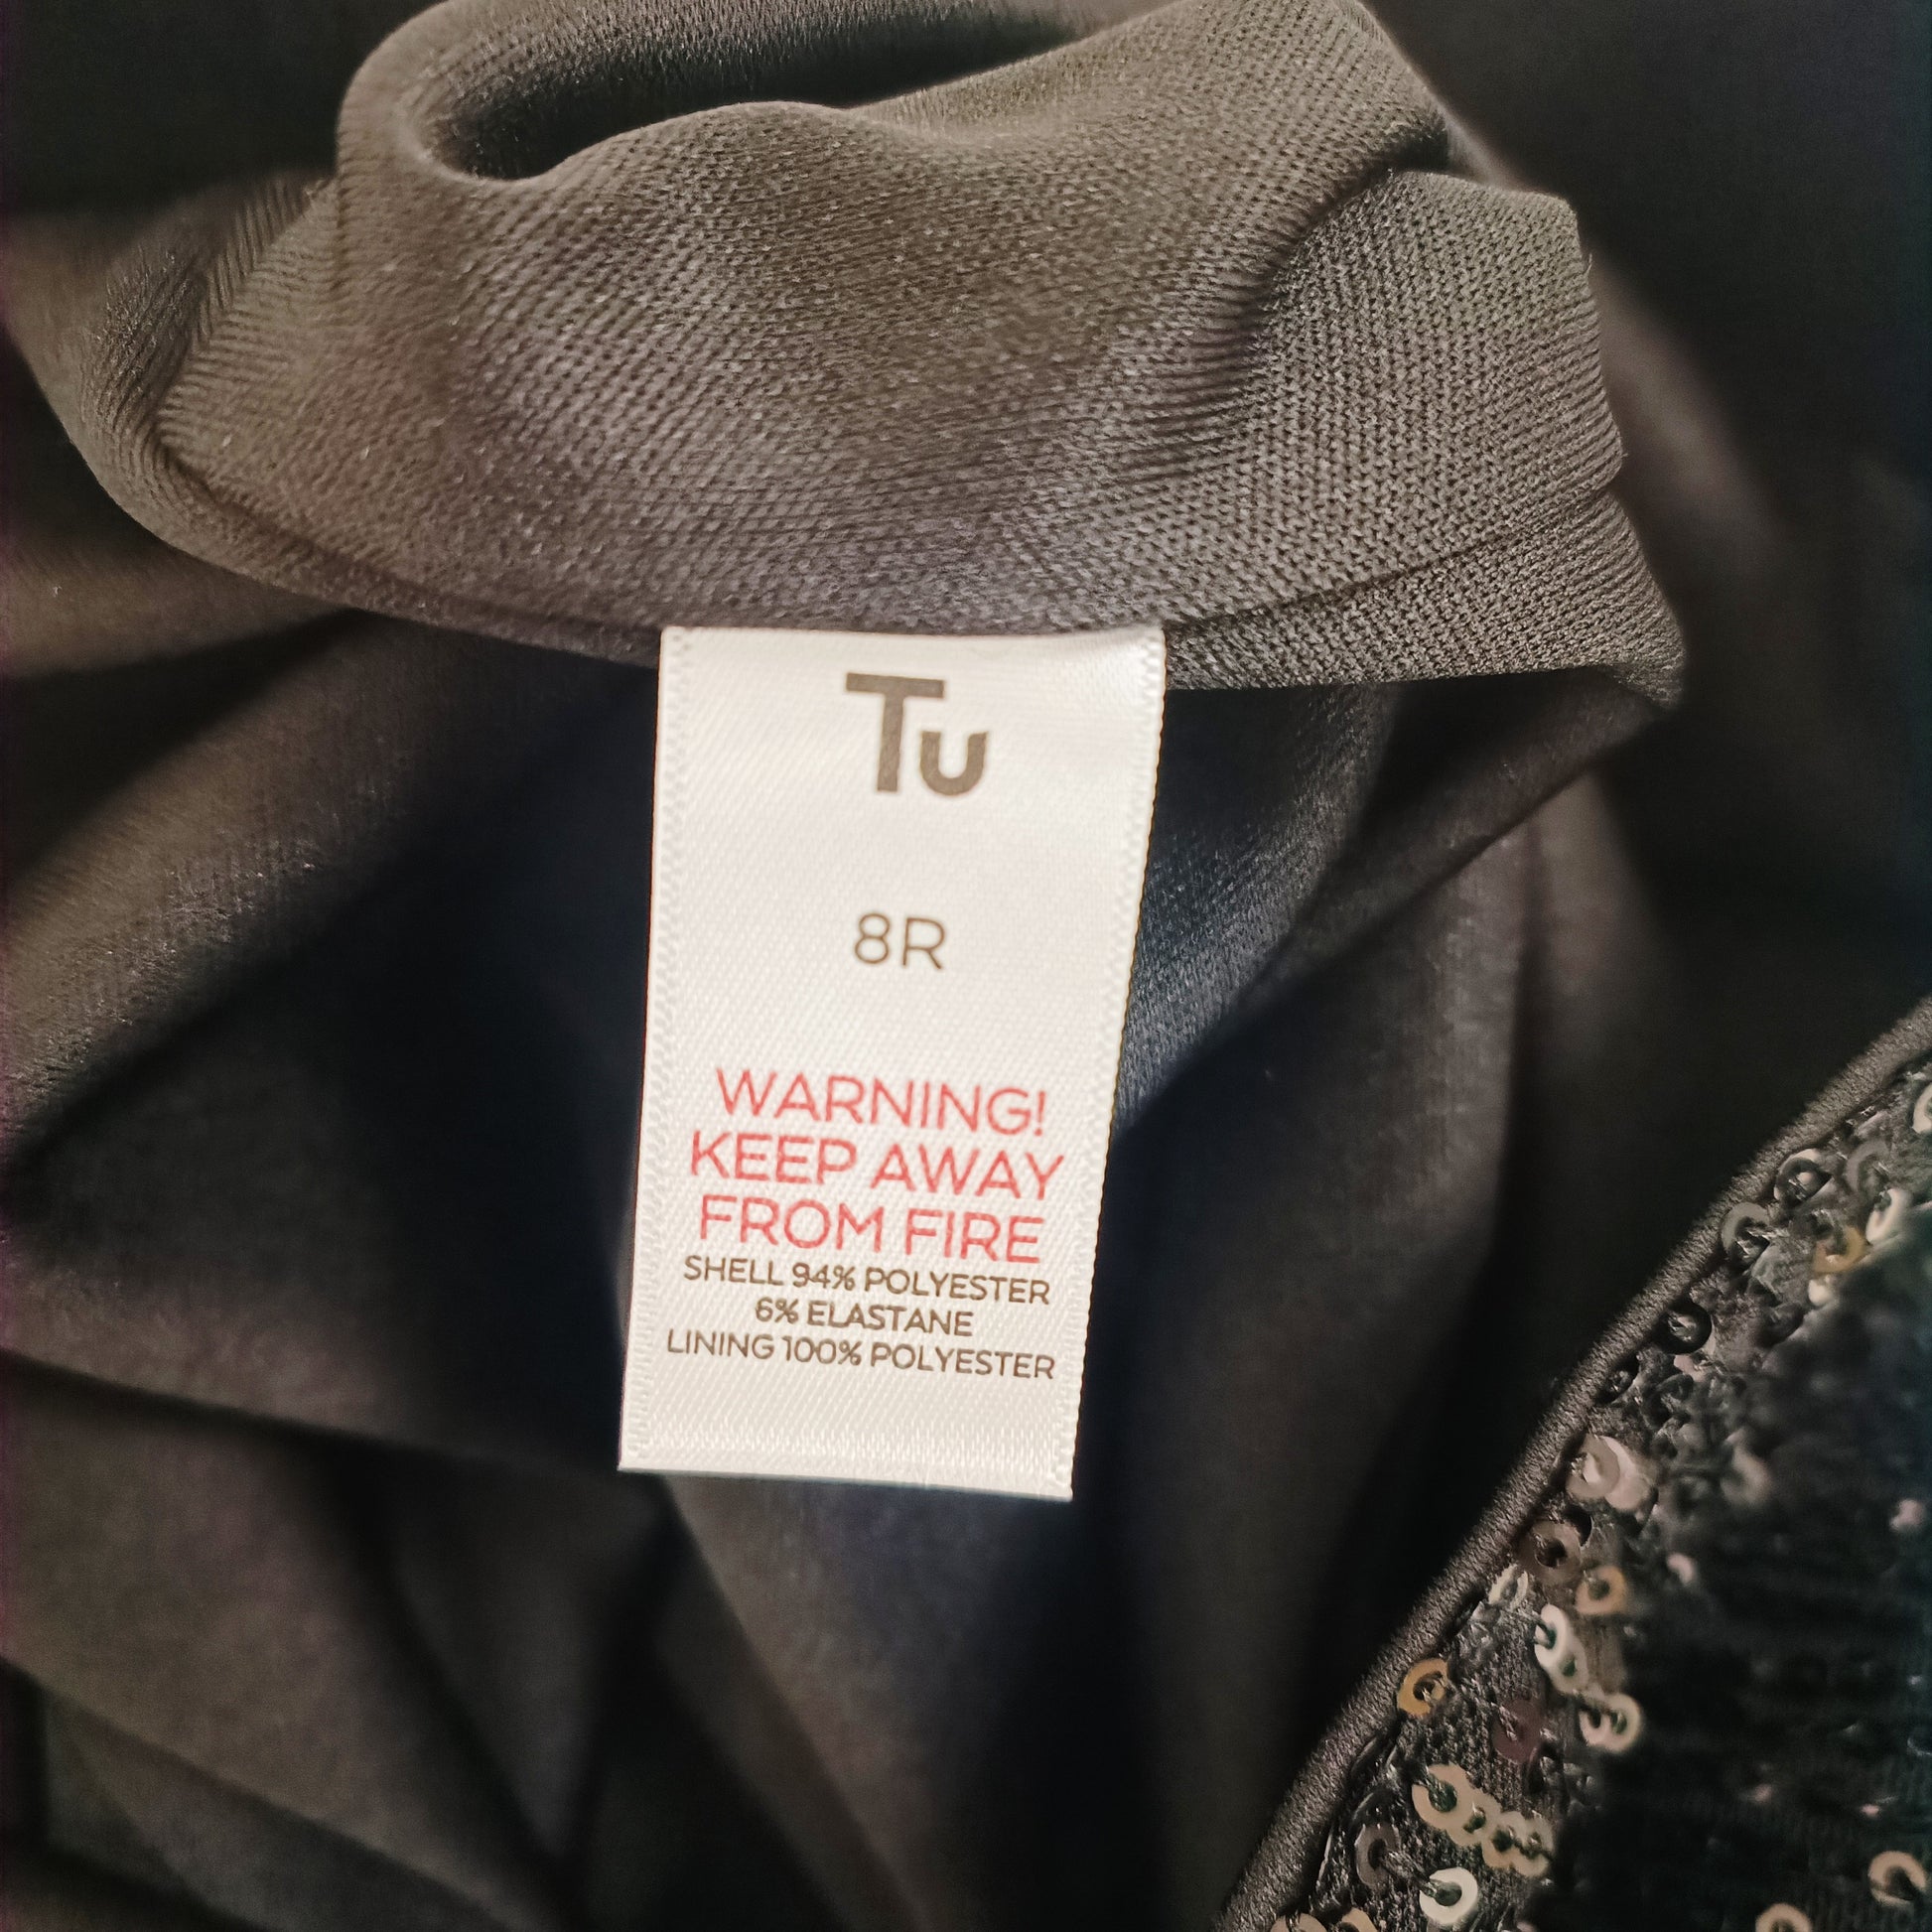 Tu
8R
WARNING!
KEEP AWAY
FROM FIRE
SHELL 94% POLYESTER
6% ELASTANE
LINING 100% POLYESTER